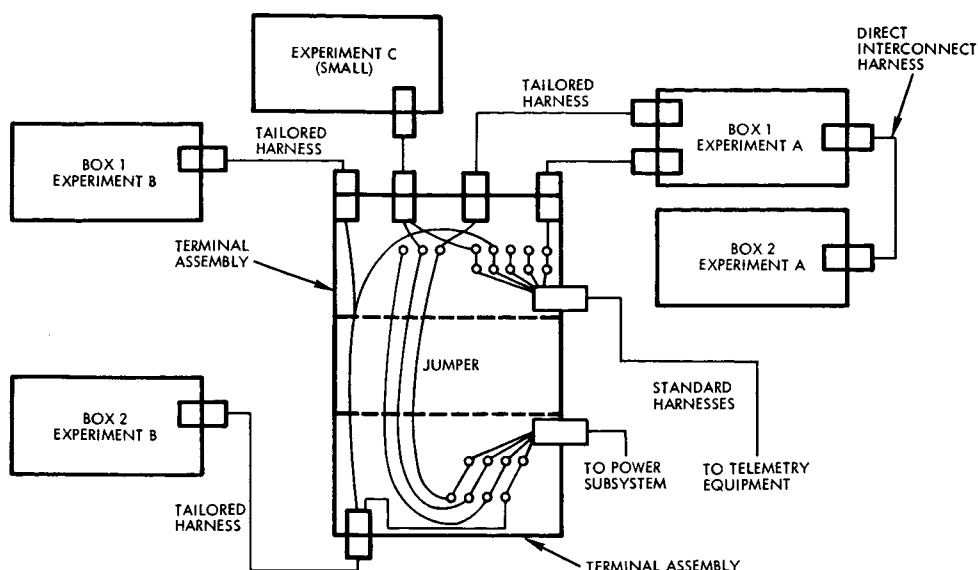 EXPERIMENT C
(SMALL)
DIRECT
INTERCONNECT
HARNESS
TAILORED
HARNESS
TAILORED
HARNESS
BOX 1
EXPERIMENT B
BOX 1
EXPERIMENT A
TERMINAL
ASSEMBLY
BOX 2
EXPERIMENT A
JUMPER
STANDARD
HARNESSES
BOX 2
EXPERIMENT B
TO POWER
SUBSYSTEM
TO TELEMETRY
EQUIPMENT
TAILORED
HARNESS
TERMINAL ASSEMBLY